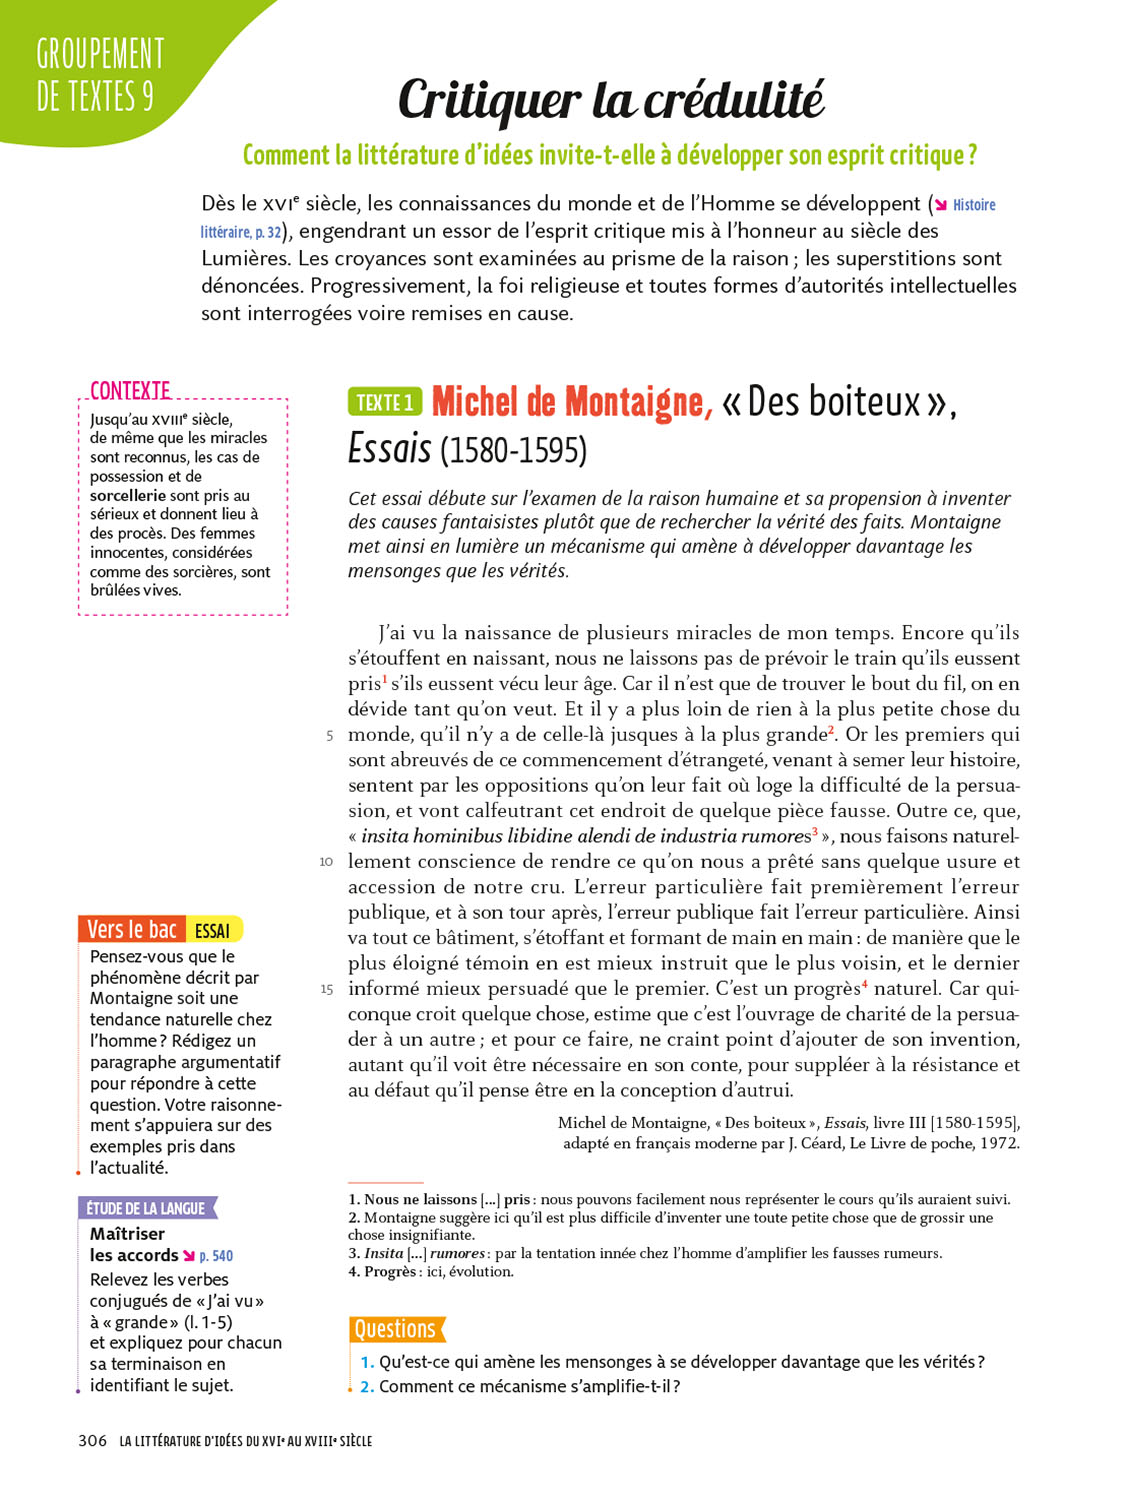 GROUPEMENT
DE TEXTES 9
Critiquer la crédulité
Comment la littérature d’idées invite-t-elle à développer son esprit critique ?
Dès le XVIe siècle, les connaissances du monde et de l’Homme se développent (➘ Histoire
littéraire, p. 32), engendrant un essor de l’esprit critique mis à l’honneur au siècle des
Lumières. Les croyances sont examinées au prisme de la raison ; les superstitions sont
dénoncées. Progressivement, la foi religieuse et toutes formes d’autorités intellectuelles
sont interrogées voire remises en cause.
CONTEXTE
Jusqu’au XVIIIe siècle,
de même que les miracles
sont reconnus, les cas de
possession et de
sorcellerie sont pris au
sérieux et donnent lieu à
des procès. Des femmes
innocentes, considérées
comme des sorcières, sont
brûlées vives.
TEXTE 1 Michel de Montaigne, « Des boiteux »,
Essais (1580-1595)
Cet essai débute sur l’examen de la raison humaine et sa propension à inventer
des causes fantaisistes plutôt que de rechercher la vérité des faits. Montaigne
met ainsi en lumière un mécanisme qui amène à développer davantage les
mensonges que les vérités.
J’ai vu la naissance de plusieurs miracles de mon temps. Encore qu’ils
s’étouffent en naissant, nous ne laissons pas de prévoir le train qu’ils eussent
pris1 s’ils eussent vécu leur âge. Car il n’est que de trouver le bout du fil, on en
dévide tant qu’on veut. Et il y a plus loin de rien à la plus petite chose du
5 monde, qu’il n’y a de celle-là jusques à la plus grande2. Or les premiers qui
sont abreuvés de ce commencement d’étrangeté, venant à semer leur histoire,
sentent par les oppositions qu’on leur fait où loge la difficulté de la persua-
sion, et vont calfeutrant cet endroit de quelque pièce fausse. Outre ce, que,
« insita hominibus libidine alendi de industria rumores3 », nous faisons naturel-
10 lement conscience de rendre ce qu’on nous a prêté sans quelque usure et
accession de notre cru. L’erreur particulière fait premièrement l’erreur
publique, et à son tour après, l’erreur publique fait l’erreur particulière. Ainsi
va tout ce bâtiment, s’étoffant et formant de main en main : de manière que le
plus éloigné témoin en est mieux instruit que le plus voisin, et le dernier
15 informé mieux persuadé que le premier. C’est un progrès4 naturel. Car qui-
conque croit quelque chose, estime que c’est l’ouvrage de charité de la persua-
der à un autre ; et pour ce faire, ne craint point d’ajouter de son invention,
autant qu’il voit être nécessaire en son conte, pour suppléer à la résistance et
au défaut qu’il pense être en la conception d’autrui.
Michel de Montaigne, « Des boiteux », Essais, livre III [1580-1595],
adapté en français moderne par J. Céard, Le Livre de poche, 1972.
1. Nous ne laissons [...] pris : nous pouvons facilement nous représenter le cours qu’ils auraient suivi.
2. Montaigne suggère ici qu’il est plus difficile d’inventer une toute petite chose que de grossir une
chose insignifiante.
3. Insita [...] rumores : par la tentation innée chez l’homme d’amplifier les fausses rumeurs.
4. Progrès : ici, évolution.
Vers le bac ESSAI
Pensez-vous que le
phénomène décrit par
Montaigne soit une
tendance naturelle chez
l’homme ? Rédigez un
paragraphe argumentatif
pour répondre à cette
question. Votre raisonne-
ment s’appuiera sur des
exemples pris dans
l’actualité.
ÉTUDE DE LA LANGUE
Maîtriser
les accords ➘ p. 540
Relevez les verbes
conjugués de « J’ai vu »
à « grande » (l. 1-5)
et expliquez pour chacun
sa terminaison en
identifiant le sujet.
Questions
1. Qu’est-ce qui amène les mensonges à se développer davantage que les vérités ?
2. Comment ce mécanisme s’amplifie-t-il ?
306 LA LITTÉRATURE D’IDÉES DU XVIe AU XVIIIe SIÈCLE